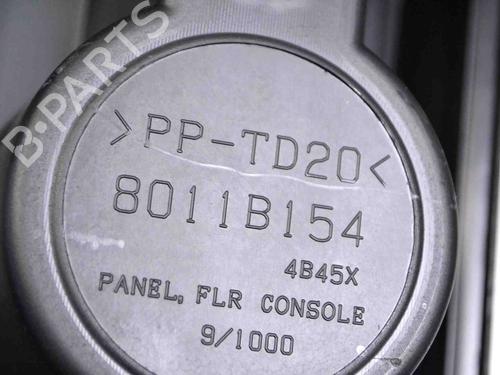 B-PARTS
>PP-TD20<
8011B154
4B45X
PANEL, FLR CONSOLE
9/1000